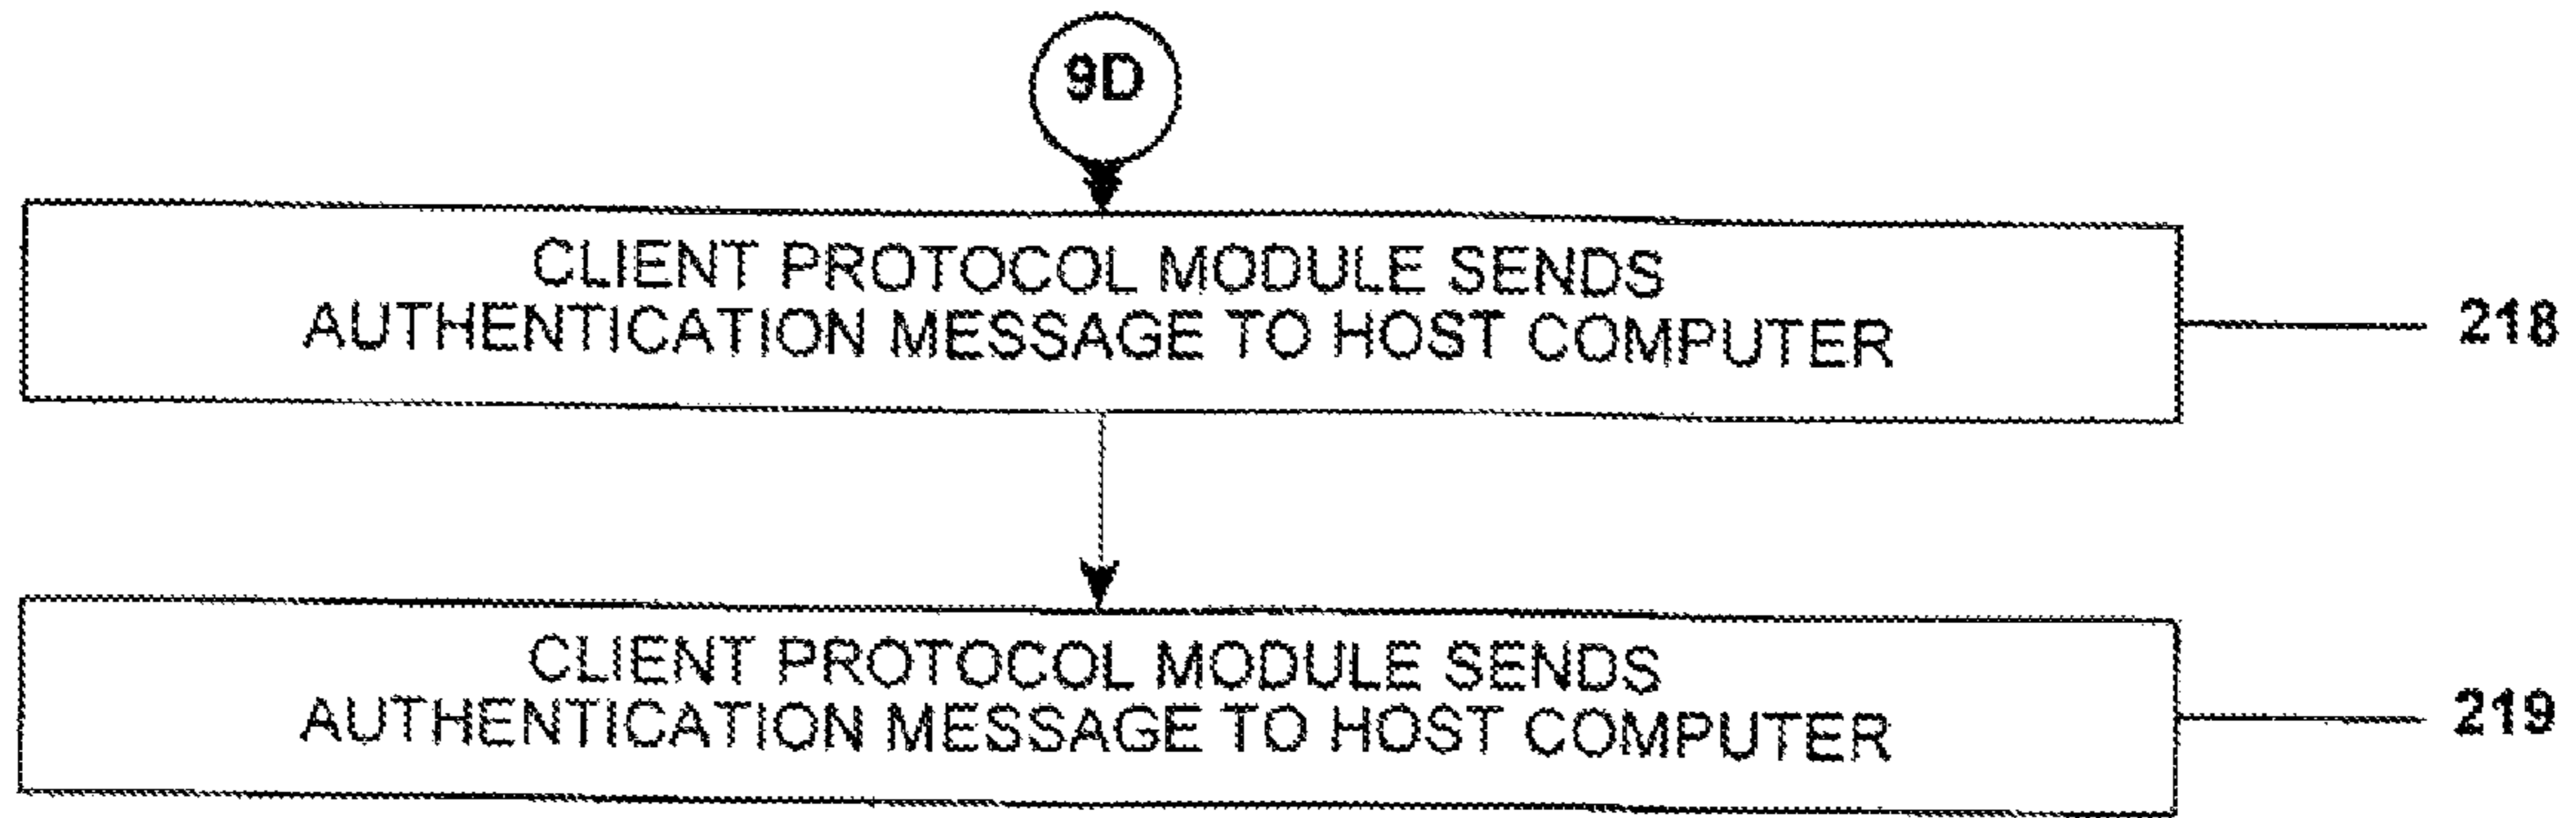 9D
CLIENT PROTOCOL MODULE SENDS
AUTHENTICATION MESSAGE TO HOST COMPUTER
218
CLIENT PROTOCOL MODULE SENDS
AUTHENTICATION MESSAGE TO HOST COMPUTER
219